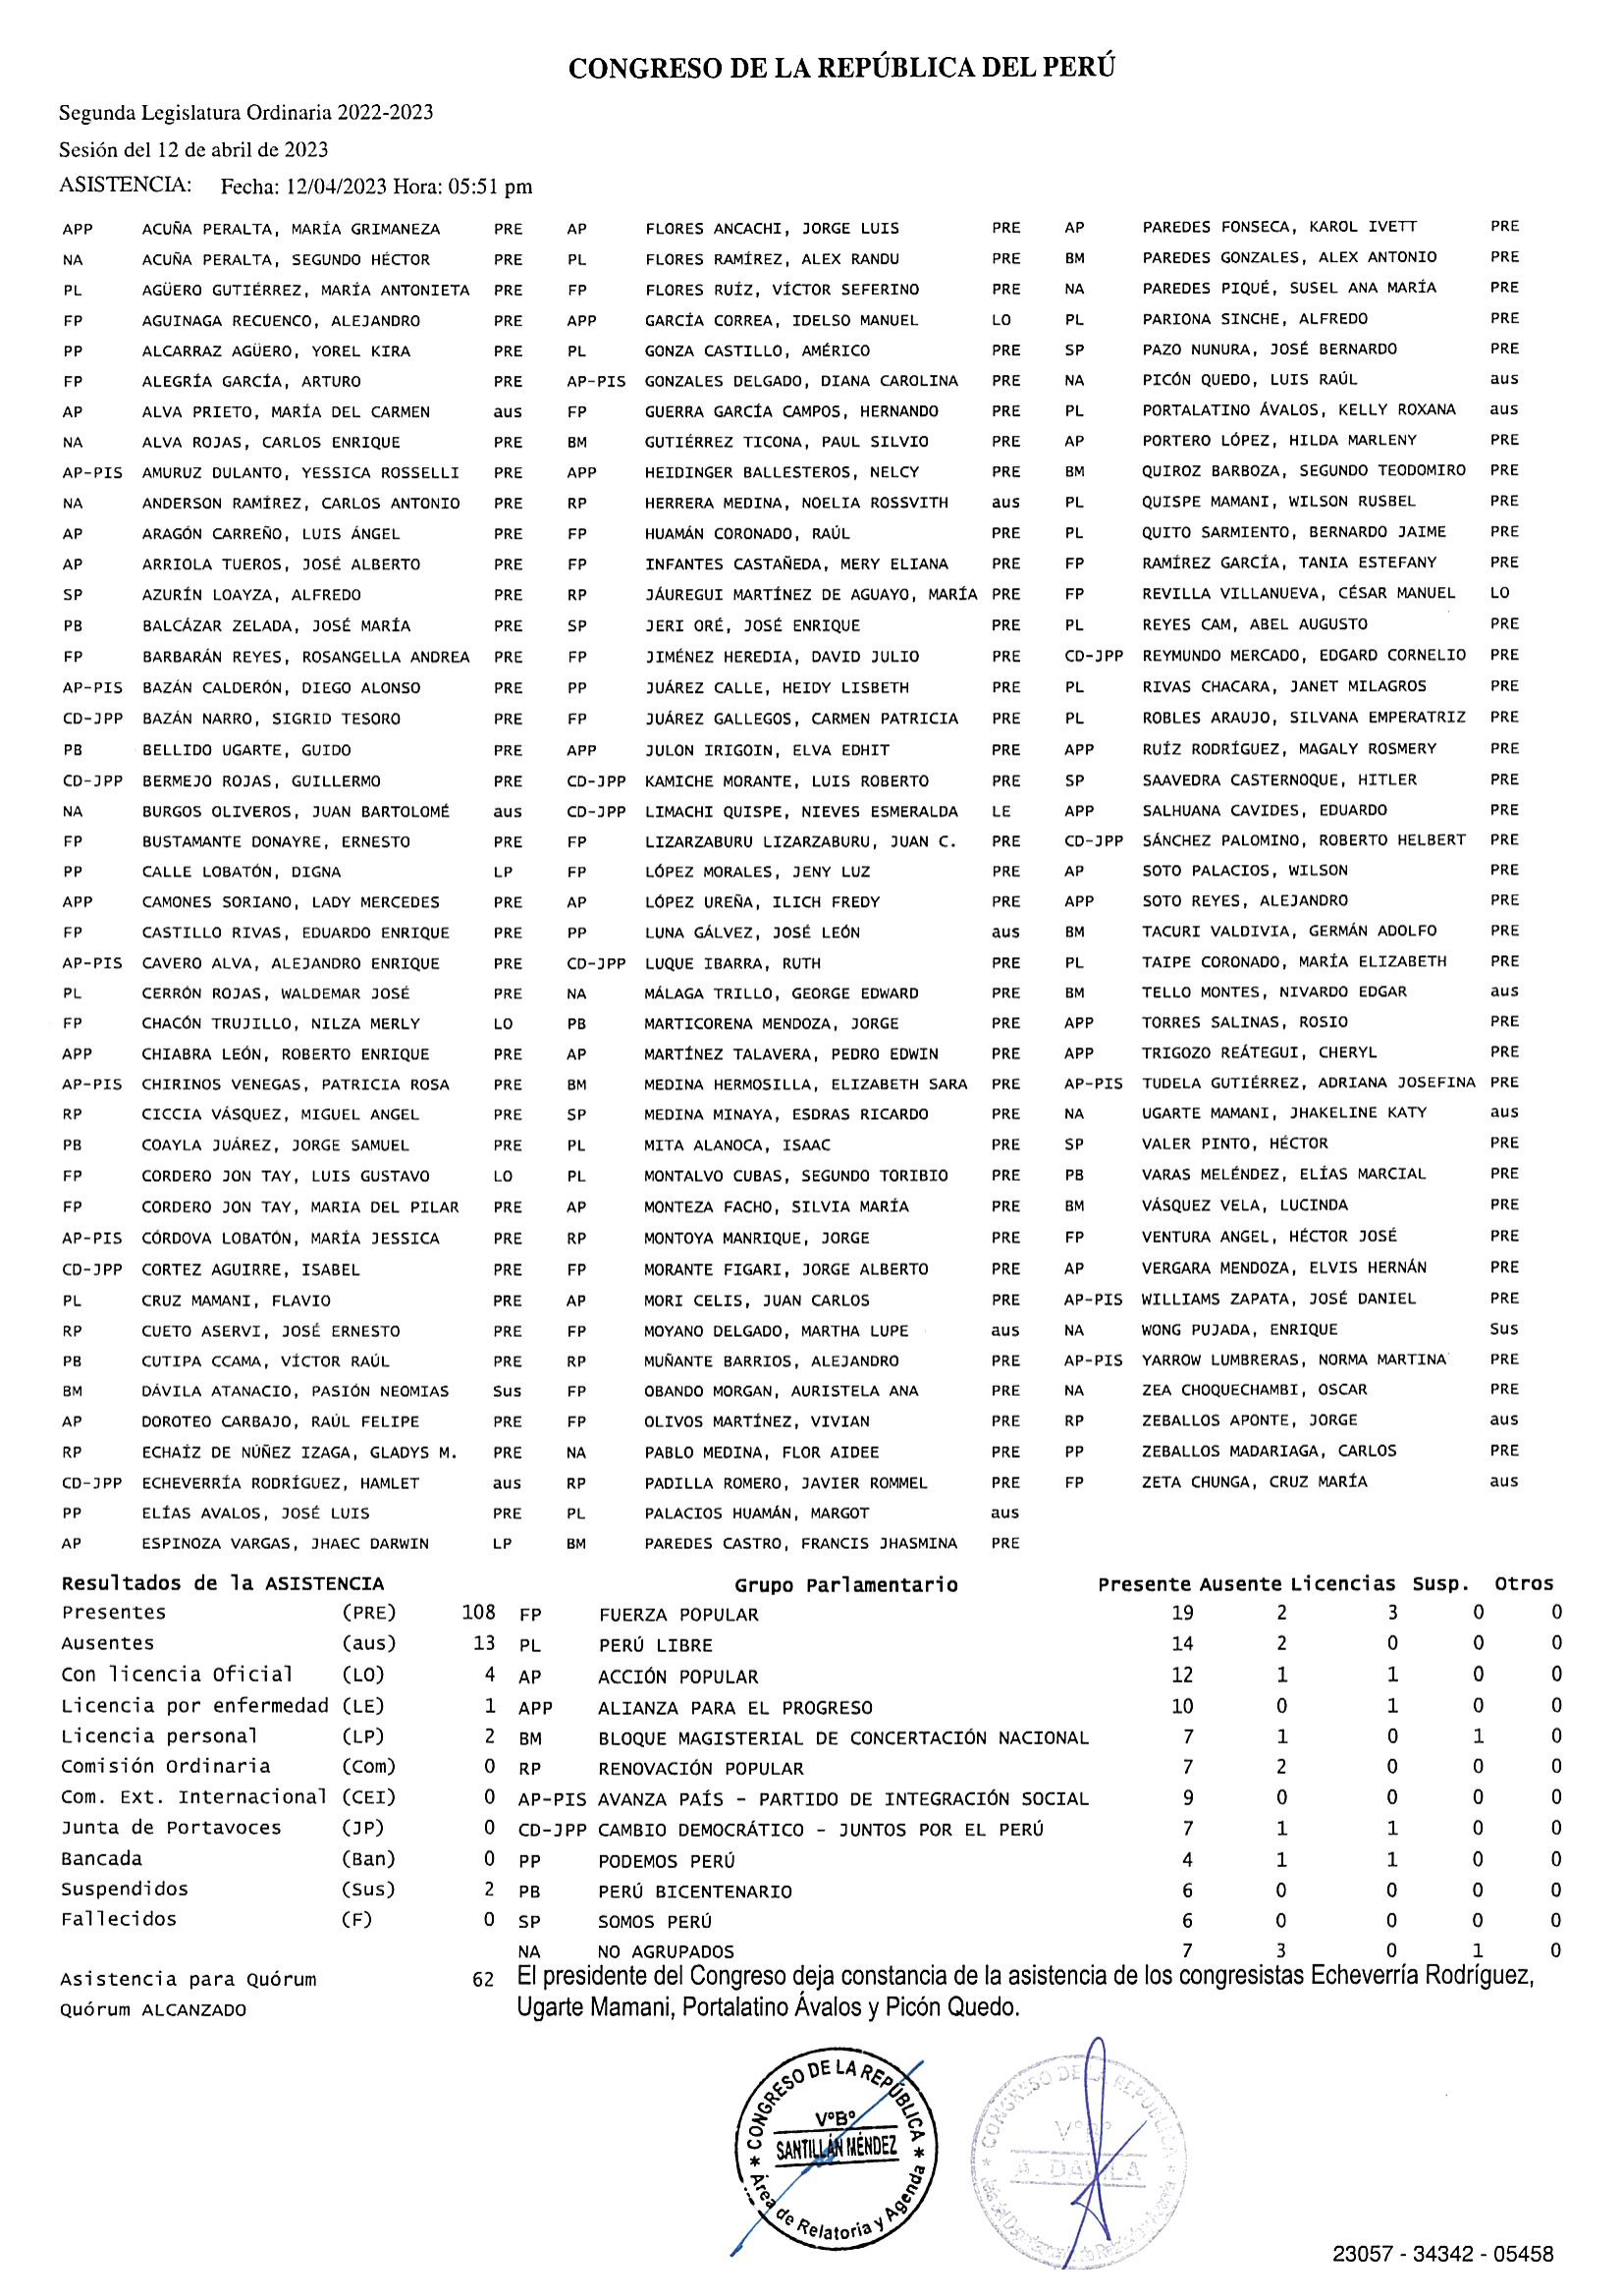 CONGRESO DE LA REPÚBLICA DEL PERÚ
Segunda Legislatura Ordinaria 2022-2023
Sesión del 12 de abril de 2023
ASISTENCIA: Fecha: 12/04/2023 Hora: 05:51 pm
APP ACUÑA PERALTA, MARÍA GRIMANEZA PRE AP FLORES ANCACHI, JORGE LUIS PRE AP PAREDES FONSECA, KAROL IVETT PRE
NA ACUÑA PERALTA, SEGUNDO HÉCTOR PRE PL FLORES RAMÍREZ, ALEX RANDU PRE BM PAREDES GONZALES, ALEX ANTONIO PRE
PL AGÜERO GUTIÉRREZ, MARÍA ANTONIETA PRE FP FLORES RUÍZ, VÍCTOR SEFERINO PRE NA PAREDES PIQUÉ, SUSEL ANA MARÍA PRE
FP AGUINAGA RECUENCO, ALEJANDRO PRE APP GARCÍA CORREA, IDELSO MANUEL LO PL PARIONA SINCHE, ALFREDO PRE
PP ALCARRAZ AGÜERO, YOREL KIRA PRE PL GONZA CASTILLO, AMÉRICO PRE SP PAZO NUNURA, JOSÉ BERNARDO PRE
FP ALEGRÍA GARCÍA, ARTURO PRE AP-PIS GONZALES DELGADO, DIANA CAROLINA PRE NA PICÓN QUEDO, LUIS RAÚL aus
AP ALVA PRIETO, MARÍA DEL CARMEN aus FP GUERRA GARCÍA CAMPOS, HERNANDO PRE PL PORTALATINO ÁVALOS, KELLY ROXANA aus
NA ALVA ROJAS, CARLOS ENRIQUE PRE BM GUTIÉRREZ TICONA, PAUL SILVIO PRE AP PORTERO LÓPEZ, HILDA MARLENY PRE
AP-PIS AMURUZ DULANTO, YESSICA ROSSELLI PRE APP HEIDINGER BALLESTEROS, NELCY PRE BM QUIROZ BARBOZA, SEGUNDO TEODOMIRO PRE
NA ANDERSON RAMÍREZ, CARLOS ANTONIO PRE RP HERRERA MEDINA, NOELIA ROSSVITH aus PL QUISPE MAMANI, WILSON RUSBEL PRE
AP ARAGÓN CARREÑO, LUIS ÁNGEL PRE FP HUAMÁN CORONADO, RAÚL PRE PL QUITO SARMIENTO, BERNARDO JAIME PRE
AP ARRIOLA TUEROS, JOSÉ ALBERTO PRE FP INFANTES CASTAÑEDA, MERY ELIANA PRE FP RAMÍREZ GARCÍA, TANIA ESTEFANY PRE
SP AZURÍN LOAYZA, ALFREDO PRE RP JÁUREGUI MARTÍNEZ DE AGUAYO, MARÍA PRE FP REVILLA VILLANUEVA, CÉSAR MANUEL LO
PB BALCÁZAR ZELADA, JOSÉ MARÍA PRE SP JERI ORÉ, JOSÉ ENRIQUE PRE PL REYES CAM, ABEL AUGUSTO PRE
FP BARBARÁN REYES, ROSANGELLA ANDREA PRE FP JIMÉNEZ HEREDIA, DAVID JULIO PRE CD-JPP REYMUNDO MERCADO, EDGARD CORNELIO PRE
AP-PIS BAZÁN CALDERÓN, DIEGO ALONSO PRE PP JUÁREZ CALLE, HEIDY LISBETH PRE PL RIVAS CHACARA, JANET MILAGROS PRE
CD-JPP BAZÁN NARRO, SIGRID TESORO PRE FP JUÁREZ GALLEGOS, CARMEN PATRICIA PRE PL ROBLES ARAUJO, SILVANA EMPERATRIZ PRE
PB BELLIDO UGARTE, GUIDO PRE APP JULON IRIGOIN, ELVA EDHIT PRE APP RUÍZ RODRÍGUEZ, MAGALY ROSMERY PRE
CD-JPP BERMEJO ROJAS, GUILLERMO PRE CD-JPP KAMICHE MORANTE, LUIS ROBERTO PRE SP SAAVEDRA CASTERNOQUE, HITLER PRE
NA BURGOS OLIVEROS, JUAN BARTOLOMÉ aus CD-JPP LIMACHI QUISPE, NIEVES ESMERALDA LE APP SALHUANA CAVIDES, EDUARDO PRE
FP BUSTAMANTE DONAYRE, ERNESTO PRE FP LIZARZABURU LIZARZABURU, JUAN C. PRE CD-JPP SÁNCHEZ PALOMINO, ROBERTO HELBERT PRE
PP CALLE LOBATÓN, DIGNA LP FP LÓPEZ MORALES, JENY LUZ PRE AP SOTO PALACIOS, WILSON PRE
APP CAMONES SORIANO, LADY MERCEDES PRE AP LÓPEZ UREÑA, ILICH FREDY PRE APP SOTO REYES, ALEJANDRO PRE
FP CASTILLO RIVAS, EDUARDO ENRIQUE PRE PP LUNA GÁLVEZ, JOSÉ LEÓN aus BM TACURI VALDIVIA, GERMÁN ADOLFO PRE
AP-PIS CAVERO ALVA, ALEJANDRO ENRIQUE PRE CD-JPP LUQUE IBARRA, RUTH PRE PL TAIPE CORONADO, MARÍA ELIZABETH PRE
PL CERRÓN ROJAS, WALDEMAR JOSÉ PRE NA MÁLAGA TRILLO, GEORGE EDWARD PRE BM TELLO MONTES, NIVARDO EDGAR aus
FP CHACÓN TRUJILLO, NILZA MERLY LO PB MARTICORENA MENDOZA, JORGE PRE APP TORRES SALINAS, ROSIO PRE
APP CHIABRA LEÓN, ROBERTO ENRIQUE PRE AP MARTÍNEZ TALAVERA, PEDRO EDWIN PRE APP TRIGOZO REÁTEGUI, CHERYL PRE
AP-PIS CHIRINOS VENEGAS, PATRICIA ROSA PRE BM MEDINA HERMOSILLA, ELIZABETH SARA PRE AP-PIS TUDELA GUTIÉRREZ, ADRIANA JOSEFINA PRE
RP CICCIA VÁSQUEZ, MIGUEL ANGEL PRE SP MEDINA MINAYA, ESDRAS RICARDO PRE NA UGARTE MAMANI, JHAKELINE KATY aus
PB COAYLA JUÁREZ, JORGE SAMUEL PRE PL MITA ALANOCA, ISAAC PRE SP VALER PINTO, HÉCTOR PRE
FP CORDERO JON TAY, LUIS GUSTAVO LO PL MONTALVO CUBAS, SEGUNDO TORIBIO PRE PB VARAS MELÉNDEZ, ELÍAS MARCIAL PRE
FP CORDERO JON TAY, MARIA DEL PILAR PRE AP MONTEZA FACHO, SILVIA MARÍA PRE BM VÁSQUEZ VELA, LUCINDA PRE
AP-PIS CÓRDOVA LOBATÓN, MARÍA JESSICA PRE RP MONTOYA MANRIQUE, JORGE PRE FP VENTURA ANGEL, HÉCTOR JOSÉ PRE
CD-JPP CORTEZ AGUIRRE, ISABEL PRE FP MORANTE FIGARI, JORGE ALBERTO PRE AP VERGARA MENDOZA, ELVIS HERNÁN PRE
PL CRUZ MAMANI, FLAVIO PRE AP MORI CELIS, JUAN CARLOS PRE AP-PIS WILLIAMS ZAPATA, JOSÉ DANIEL PRE
RP CUETO ASERVI, JOSÉ ERNESTO PRE FP MOYANO DELGADO, MARTHA LUPE aus NA WONG PUJADA, ENRIQUE Sus
PB CUTIPA CCAMA, VÍCTOR RAÚL PRE RP MUÑANTE BARRIOS, ALEJANDRO PRE AP-PIS YARROW LUMBRERAS, NORMA MARTINA PRE
BM DÁVILA ATANACIO, PASIÓN NEOMIAS Sus FP OBANDO MORGAN, AURISTELA ANA PRE NA ZEA CHOQUECHAMBI, OSCAR PRE
AP DOROTEO CARBAJO, RAÚL FELIPE PRE FP OLIVOS MARTÍNEZ, VIVIAN PRE RP ZEBALLOS APONTE, JORGE aus
RP ECHAÍZ DE NÚÑEZ IZAGA, GLADYS M. PRE NA PABLO MEDINA, FLOR AIDEE PRE PP ZEBALLOS MADARIAGA, CARLOS PRE
CD-JPP ECHEVERRÍA RODRÍGUEZ, HAMLET aus RP PADILLA ROMERO, JAVIER ROMMEL PRE FP ZETA CHUNGA, CRUZ MARÍA aus
PP ELÍAS AVALOS, JOSÉ LUIS PRE PL PALACIOS HUAMÁN, MARGOT aus
AP ESPINOZA VARGAS, JHAEC DARWIN LP BM PAREDES CASTRO, FRANCIS JHASMINA PRE
Resultados de la ASISTENCIA Grupo Parlamentario Presente Ausente Licencias Susp. Otros
Presentes (PRE) 108 FP FUERZA POPULAR 19 2 3 0 0
Ausentes (aus) 13 PL PERÚ LIBRE 14 2 0 0 0
Con licencia Oficial (LO) 4 AP ACCIÓN POPULAR 12 1 1 0 0
Licencia por enfermedad (LE) 1 APP ALIANZA PARA EL PROGRESO 10 0 1 0 0
Licencia personal (LP) 2 BM BLOQUE MAGISTERIAL DE CONCERTACIÓN NACIONAL 7 1 0 1 0
Comisión Ordinaria (Com) 0 RP RENOVACIÓN POPULAR 7 2 0 0 0
Com. Ext. Internacional (CEI) 0 AP-PIS AVANZA PAÍS - PARTIDO DE INTEGRACIÓN SOCIAL 9 0 0 0 0
Junta de Portavoces (JP) 0 CD-JPP CAMBIO DEMOCRÁTICO - JUNTOS POR EL PERÚ 7 1 1 0 0
Bancada (Ban) 0 PP PODEMOS PERÚ 4 1 1 0 0
Suspendidos (Sus) 2 PB PERÚ BICENTENARIO 6 0 0 0 0
Fallecidos (F) 0 SP SOMOS PERÚ 6 0 0 0 0
NA NO AGRUPADOS 7 3 0 1 0
Asistencia para Quórum 62 El presidente del Congreso deja constancia de la asistencia de los congresistas Echeverría Rodríguez,
Quórum ALCANZADO Ugarte Mamani, Portalatino Ávalos y Picón Quedo.
CONGRESO DE LA REPÚBLICA
V°B°
SANTILLÁN MÉNDEZ
Área de Relatoria y Agenda
CONGRESO DE LA REPÚBLICA
V°B°
A. DAVILA
23057 - 34342 - 05458